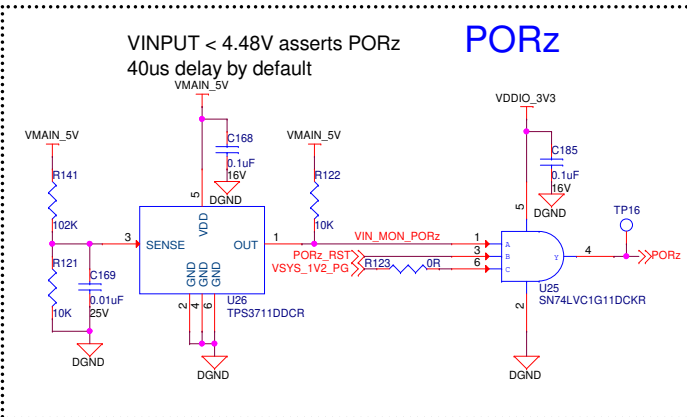 PORz
VINPUT < 4.48V asserts PORz
40us delay by default
VMAIN_5V
C168
0.1uF
16V
DGND
VMAIN_5V
R141
102K
R121
10K
C169
0.01uF
25V
DGND
VMAIN_5V
R122
10K
3
SENSE
5
VDD
OUT
1
GND
GND
GND
2
4
6
U26
TPS3711DDCR
DGND
VIN_MON_PORz
PORz_RST
VSYS_1V2_PG
R123
0R
VDDIO_3V3
C185
0.1uF
16V
DGND
5
1
A
3
B
6
C
Y
4
TP16
PORz
U25
SN74LVC1G11DCKR
2
DGND